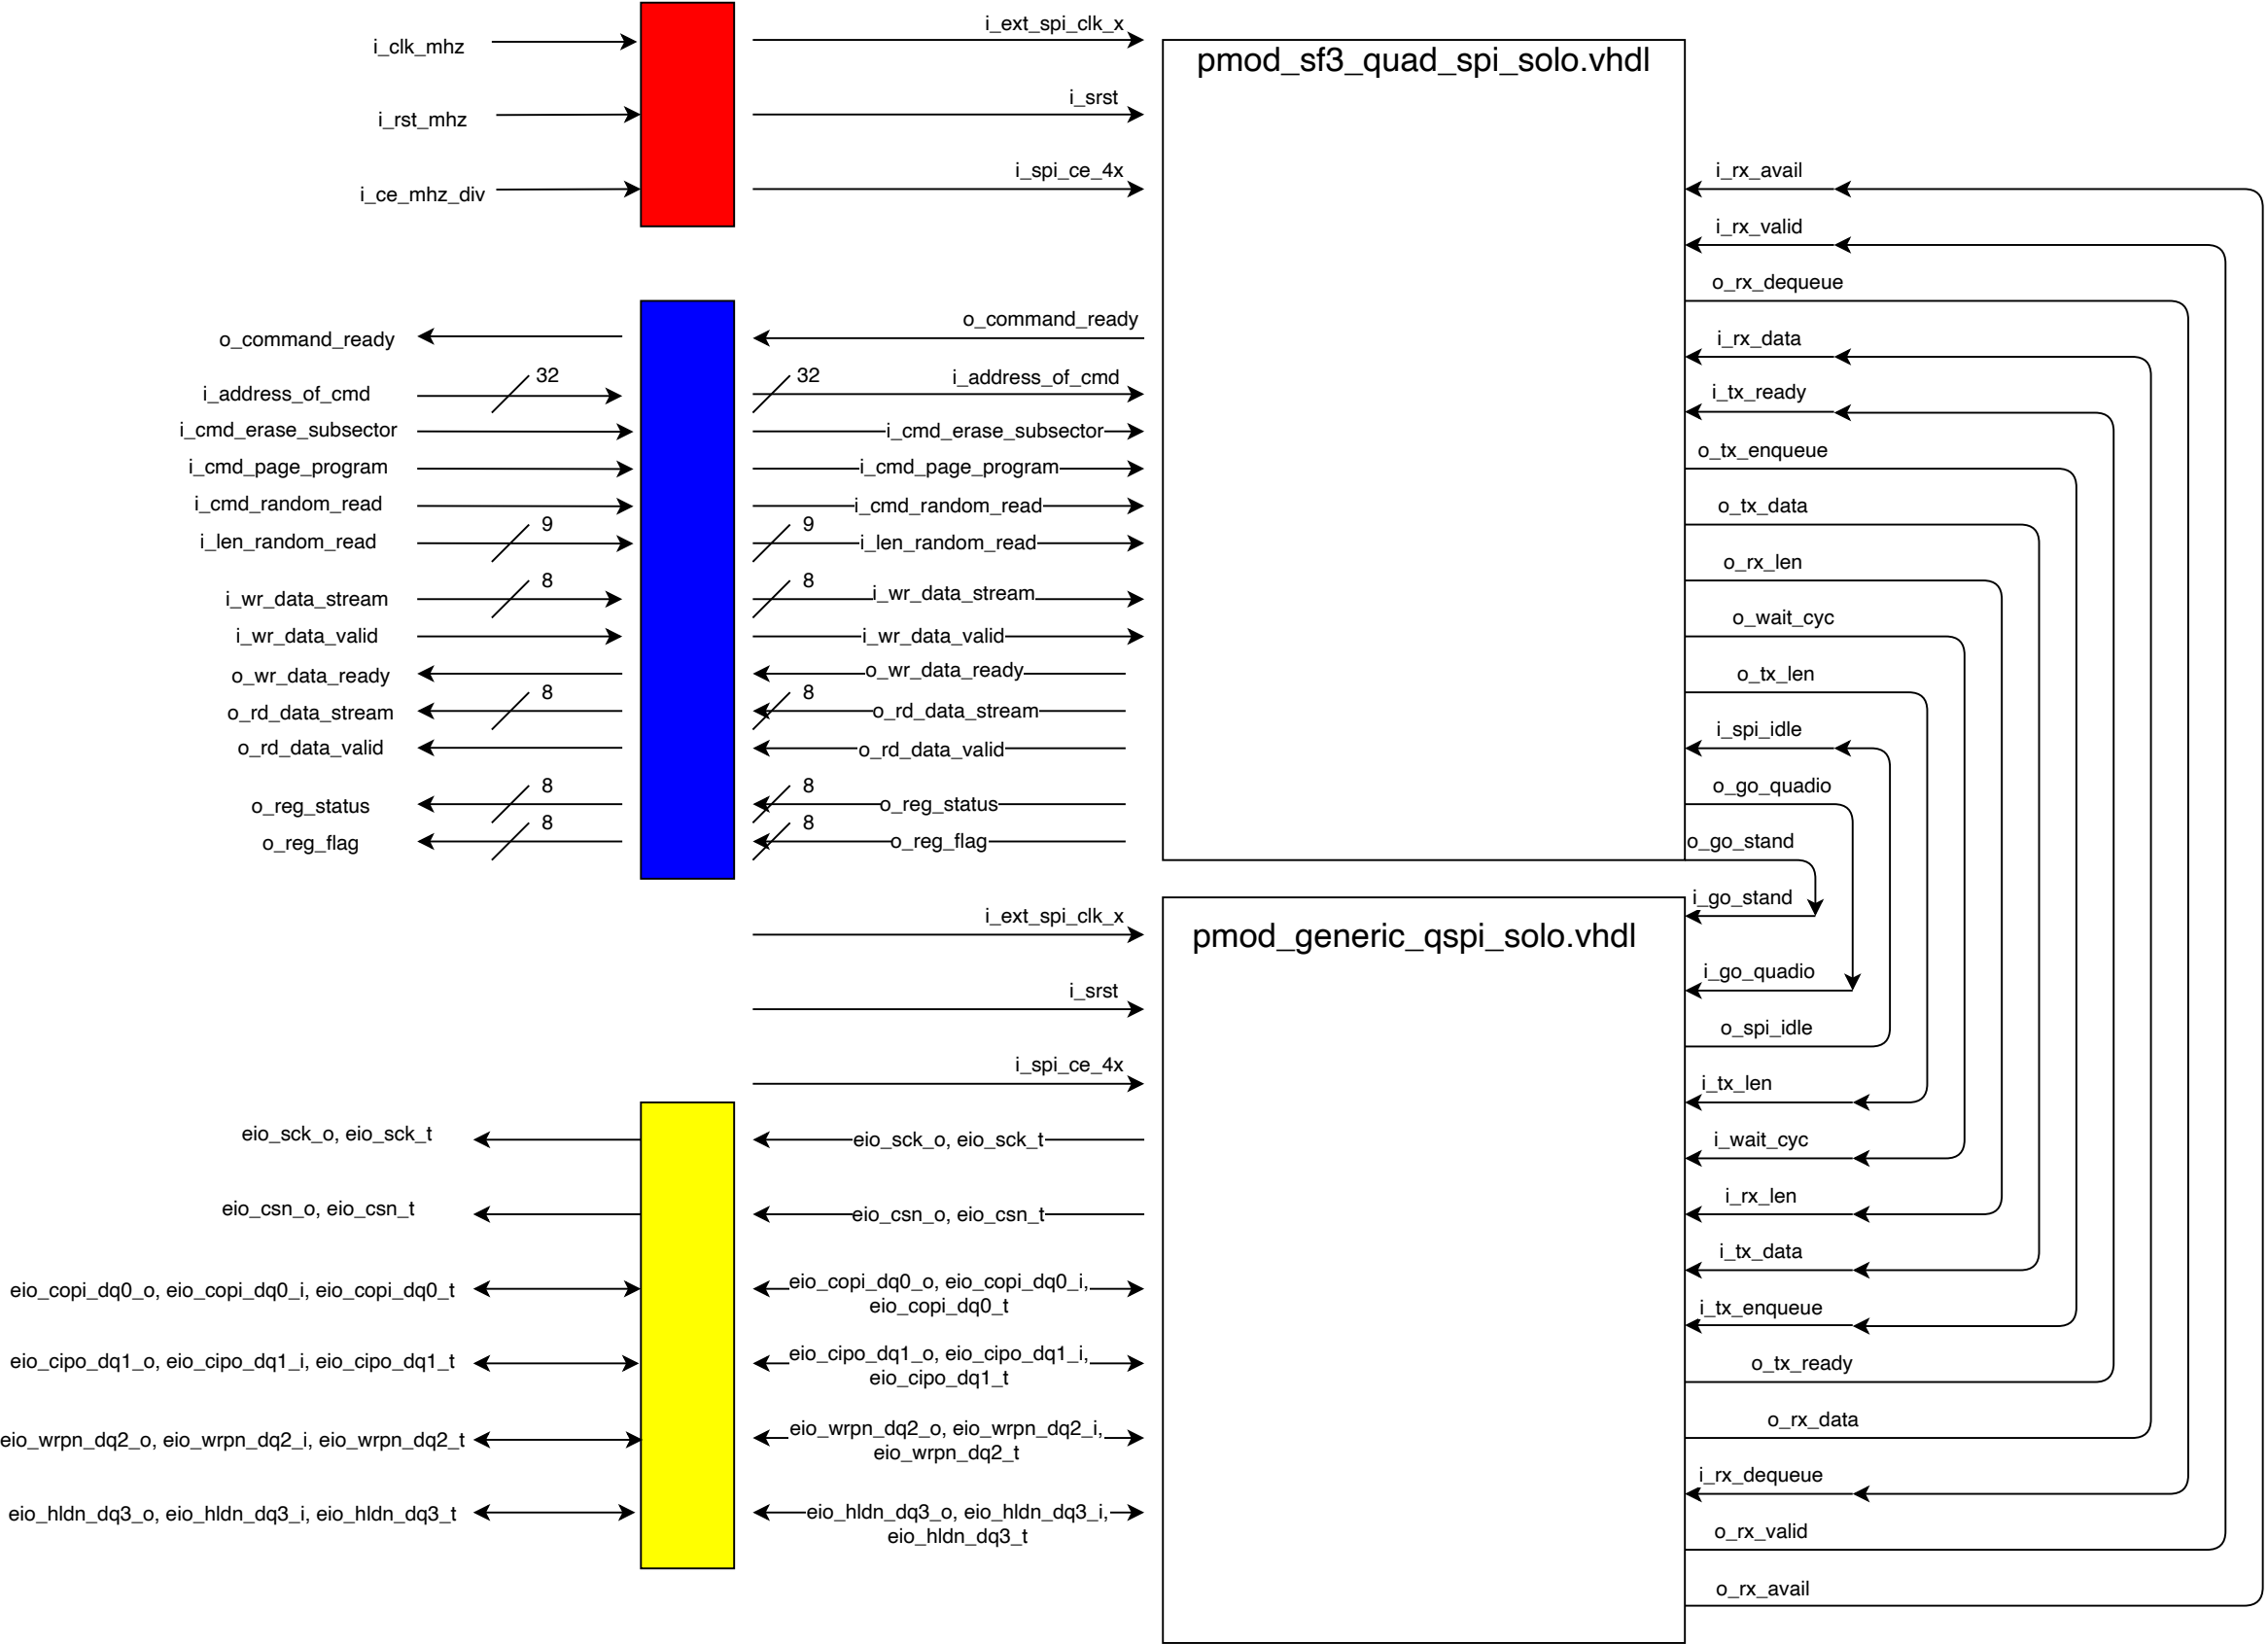 i_clk_mhz
i_rst_mhz
i_ce_mhz_div
i_ext_spi_clk_x
i_srst
i_spi_ce_4x
pmod_sf3_quad_spi_solo.vhdl
o_command_ready
i_address_of_cmd
32
i_cmd_erase_subsector
i_cmd_page_program
i_cmd_random_read
i_len_random_read
9
i_wr_data_stream
8
i_wr_data_valid
o_wr_data_ready
o_rd_data_stream
8
o_rd_data_valid
o_reg_status
8
o_reg_flag
8
o_command_ready
32
i_address_of_cmd
i_cmd_erase_subsector
i_cmd_page_program
i_cmd_random_read
9
i_len_random_read
8
i_wr_data_stream
i_wr_data_valid
o_wr_data_ready
8
o_rd_data_stream
o_rd_data_valid
8
o_reg_status
8
o_reg_flag
i_rx_avail
i_rx_valid
o_rx_dequeue
i_rx_data
i_tx_ready
o_tx_enqueue
o_tx_data
o_rx_len
o_wait_cyc
o_tx_len
i_spi_idle
o_go_quadio
o_go_stand
i_ext_spi_clk_x
i_srst
i_spi_ce_4x
pmod_generic_qspi_solo.vhdl
eio_sck_o, eio_sck_t
eio_csn_o, eio_csn_t
eio_copi_dq0_o, eio_copi_dq0_i, eio_copi_dq0_t
eio_cipo_dq1_o, eio_cipo_dq1_i, eio_cipo_dq1_t
eio_wrpn_dq2_o, eio_wrpn_dq2_i, eio_wrpn_dq2_t
eio_hldn_dq3_o, eio_hldn_dq3_i, eio_hldn_dq3_t
eio_sck_o, eio_sck_t
eio_csn_o, eio_csn_t
eio_copi_dq0_o, eio_copi_dq0_i,
eio_copi_dq0_t
eio_cipo_dq1_o, eio_cipo_dq1_i,
eio_cipo_dq1_t
eio_wrpn_dq2_o, eio_wrpn_dq2_i,
eio_wrpn_dq2_t
eio_hldn_dq3_o, eio_hldn_dq3_i,
eio_hldn_dq3_t
i_go_stand
i_go_quadio
o_spi_idle
i_tx_len
i_wait_cyc
i_rx_len
i_tx_data
i_tx_enqueue
o_tx_ready
o_rx_data
i_rx_dequeue
o_rx_valid
o_rx_avail